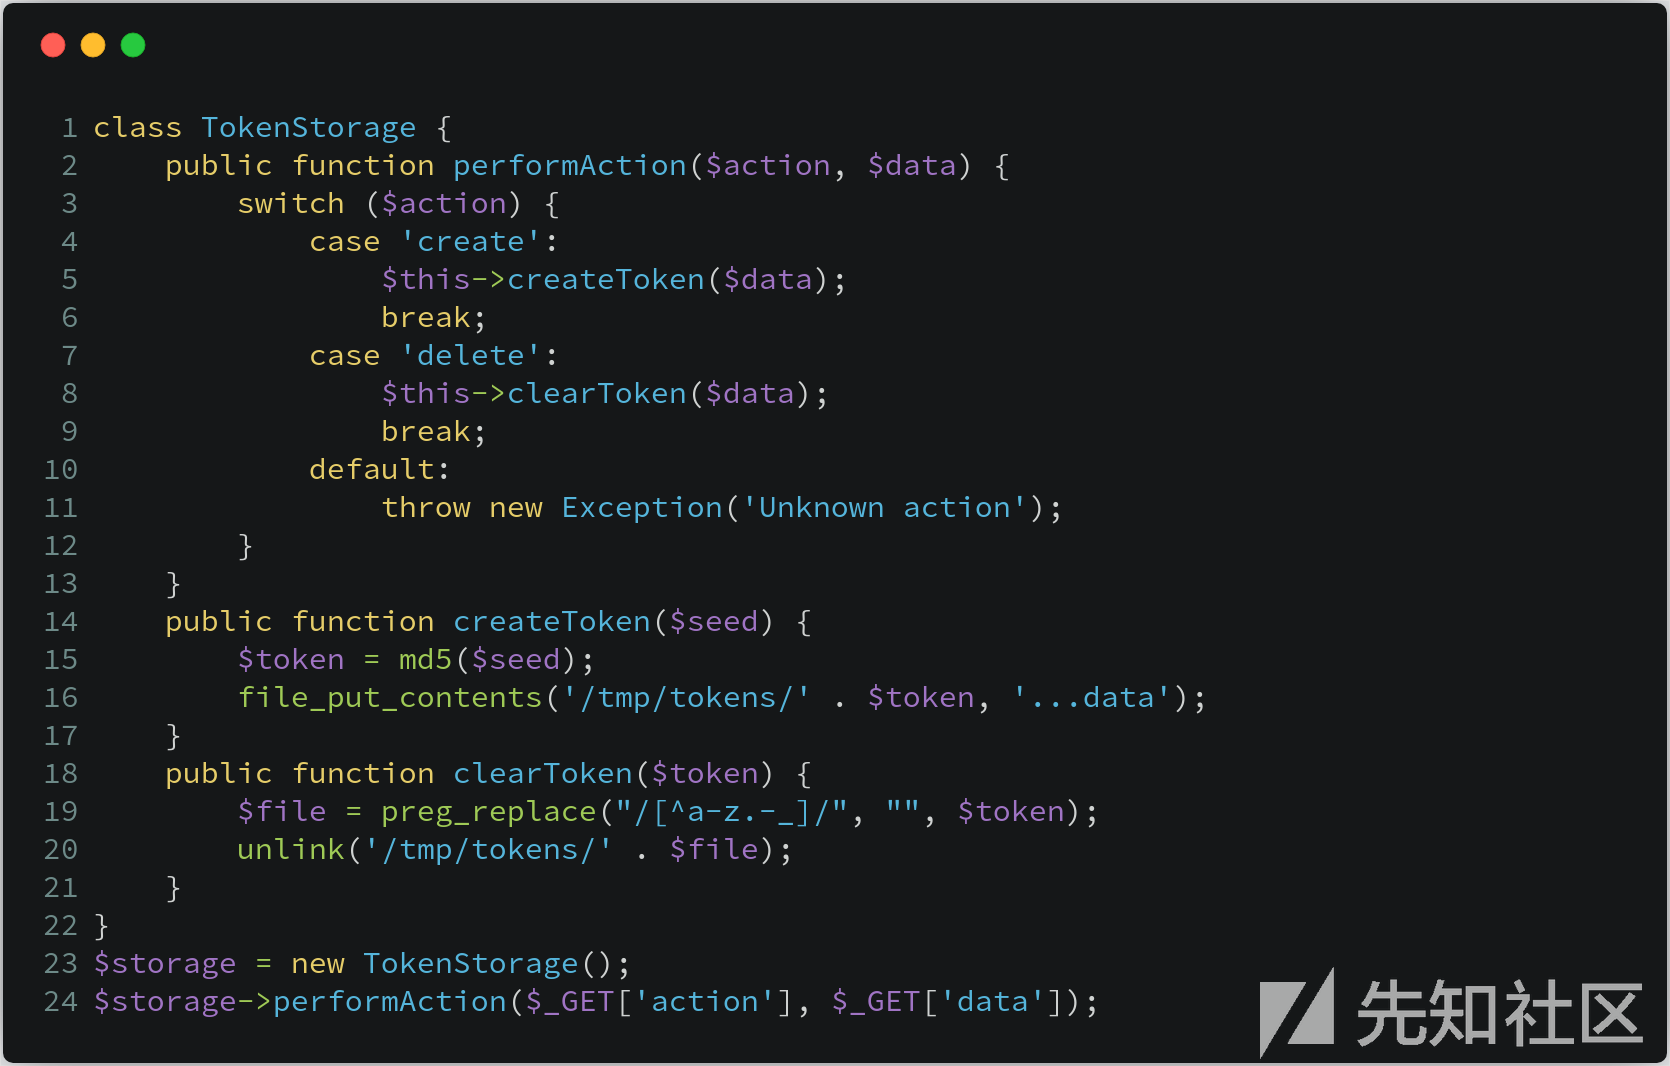 1 class TokenStorage {
2     public function performAction($action, $data) {
3         switch ($action) {
4             case 'create':
5                 $this->createToken($data);
6                 break;
7             case 'delete':
8                 $this->clearToken($data);
9                 break;
10             default:
11                 throw new Exception('Unknown action');
12         }
13     }
14     public function createToken($seed) {
15         $token = md5($seed);
16         file_put_contents('/tmp/tokens/' . $token, '...data');
17     }
18     public function clearToken($token) {
19         $file = preg_replace("/[^a-z.-_]/", "", $token);
20         unlink('/tmp/tokens/' . $file);
21     }
22 }
23 $storage = new TokenStorage();
24 $storage->performAction($_GET['action'], $_GET['data']);
先知社区